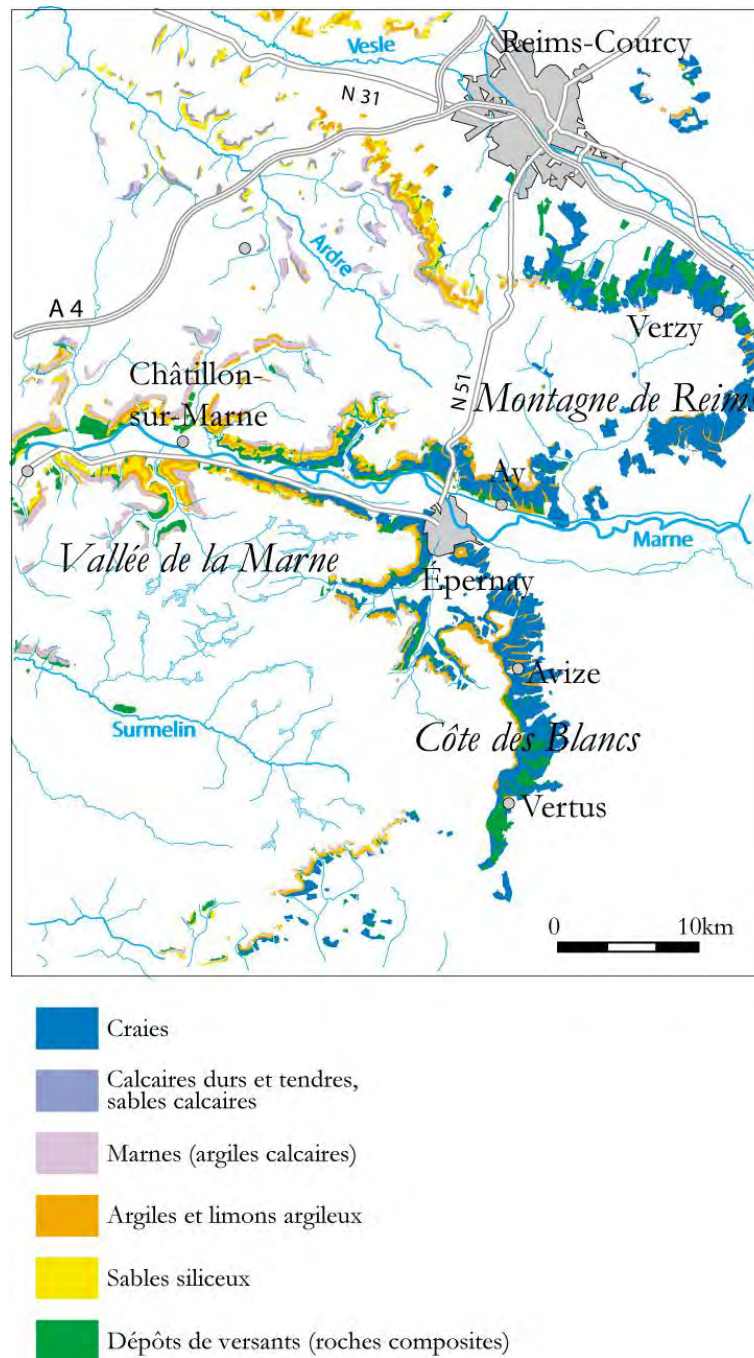 Vesle
Reims-Courcy
N 31
Ardre
A 4
Verzy
Châtillon-
sur-Marne
N 51
Montagne de Reims
Ay
Marne
Vallée de la Marne
Épernay
Avize
Côte des Blancs
Surmelin
Vertus
0 10km
Craies
Calcaires durs et tendres,
sables calcaires
Marnes (argiles calcaires)
Argiles et limons argileux
Sables siliceux
Dépôts de versants (roches composites)